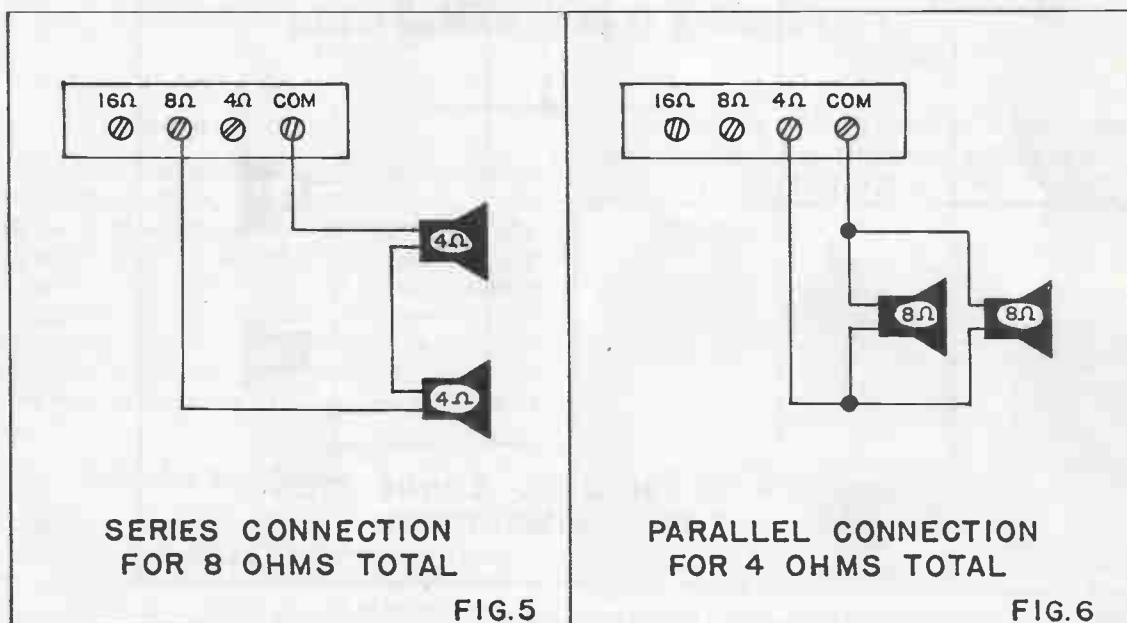 16Ω 8Ω 4Ω COM
4Ω
4Ω
SERIES CONNECTION
FOR 8 OHMS TOTAL
FIG.5
16Ω 8Ω 4Ω COM
8Ω 8Ω
PARALLEL CONNECTION
FOR 4 OHMS TOTAL
FIG.6